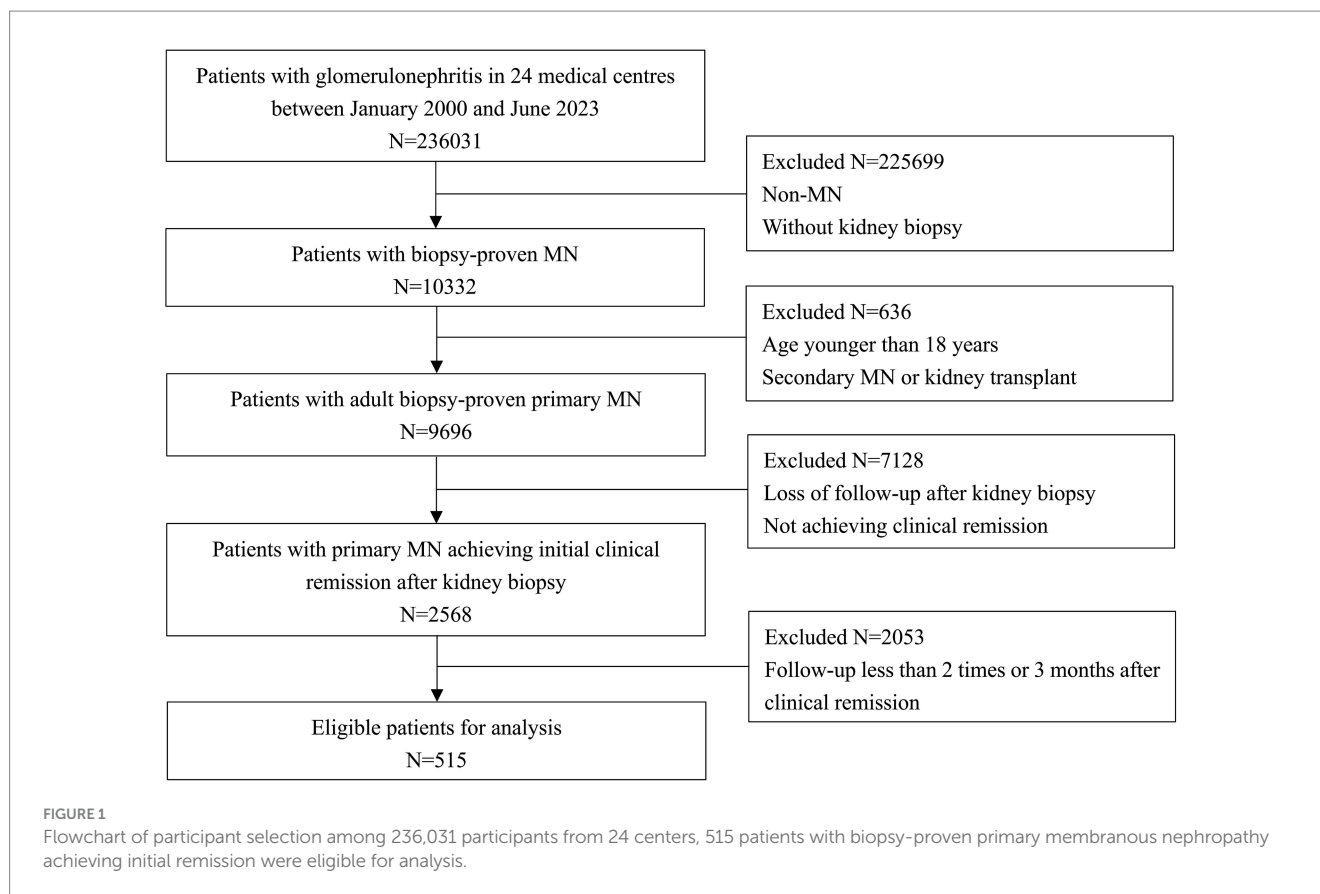 Patients with glomerulonephritis in 24 medical centres
between January 2000 and June 2023
N=236031
Excluded N=225699
Non-MN
Without kidney biopsy
Patients with biopsy-proven MN
N=10332
Excluded N=636
Age younger than 18 years
Secondary MN or kidney transplant
Patients with adult biopsy-proven primary MN
N=9696
Excluded N=7128
Loss of follow-up after kidney biopsy
Not achieving clinical remission
Patients with primary MN achieving initial clinical
remission after kidney biopsy
N=2568
Excluded N=2053
Follow-up less than 2 times or 3 months after
clinical remission
Eligible patients for analysis
N=515
FIGURE 1
Flowchart of participant selection among 236,031 participants from 24 centers, 515 patients with biopsy-proven primary membranous nephropathy
achieving initial remission were eligible for analysis.